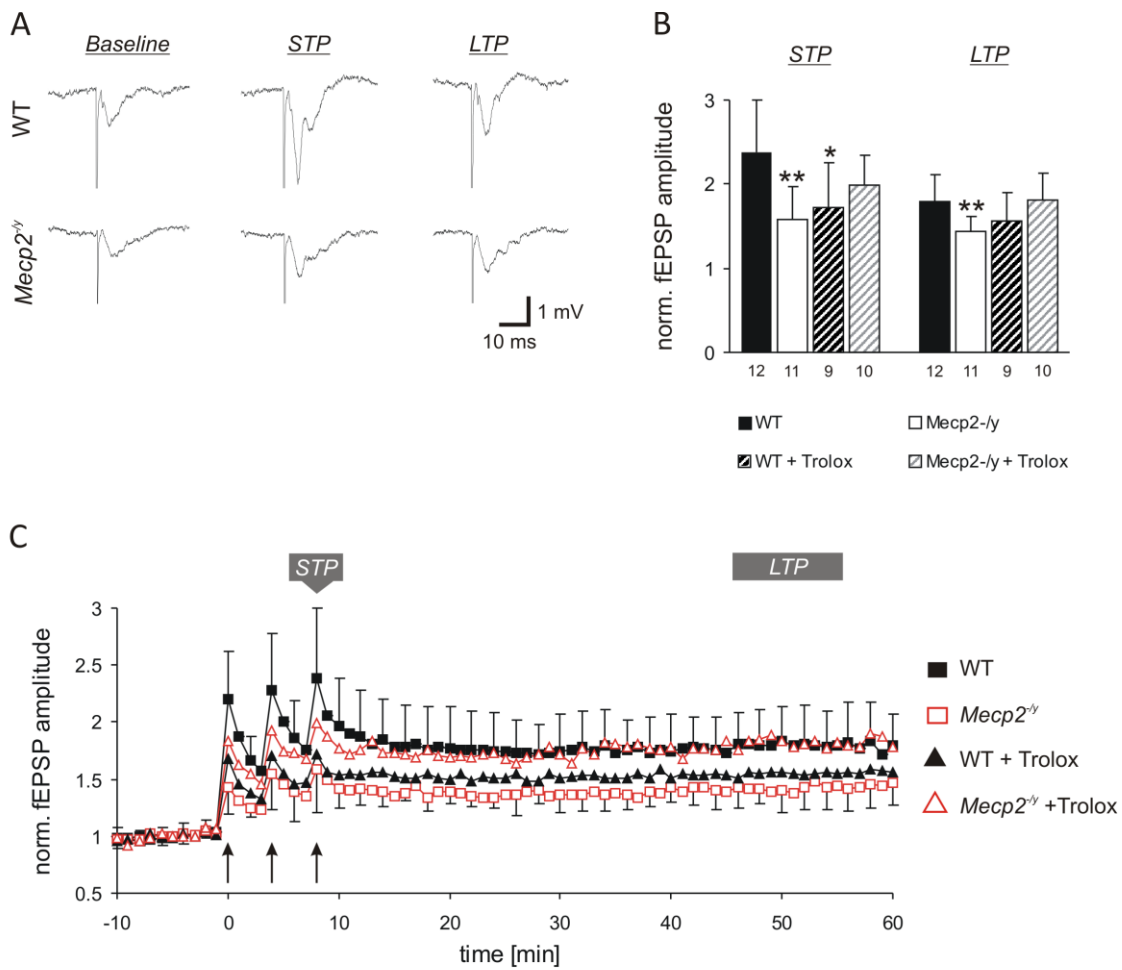 A
Baseline
STP
LTP
WT
Mecp2-/y
1 mV
10 ms
B
STP
LTP
norm. fEPSP amplitude
3
2
1
0
**
*
**
12 11 9 10 12 11 9 10
WT
Mecp2-/y
WT + Trolox
Mecp2-/y + Trolox
C
STP
LTP
norm. fEPSP amplitude
3
2.5
2
1.5
1
0.5
-10 0 10 20 30 40 50 60
time [min]
WT
Mecp2-/y
WT + Trolox
Mecp2-/y +Trolox